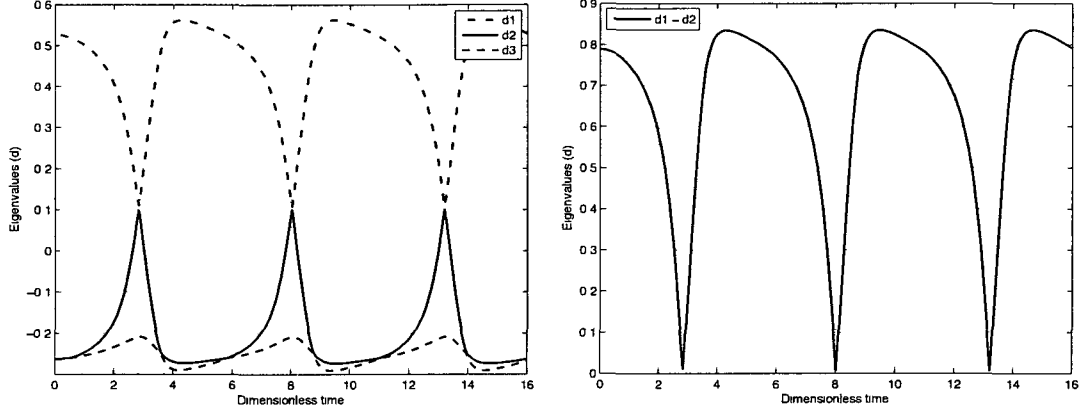 0 6
0 5
0 4
0 3
0 2
0 1
0
−0 1
−0 2
Eigenvalues (d)
d1
d2
d3
0 2 4 6 8 10 12 14 16
Dimensionless time
0 9
0 8
0 7
0 6
0 5
0 4
0 3
0 2
0 1
0
Eigenvalues (d)
d1 − d2
0 2 4 6 8 10 12 14 16
Dimensionless time